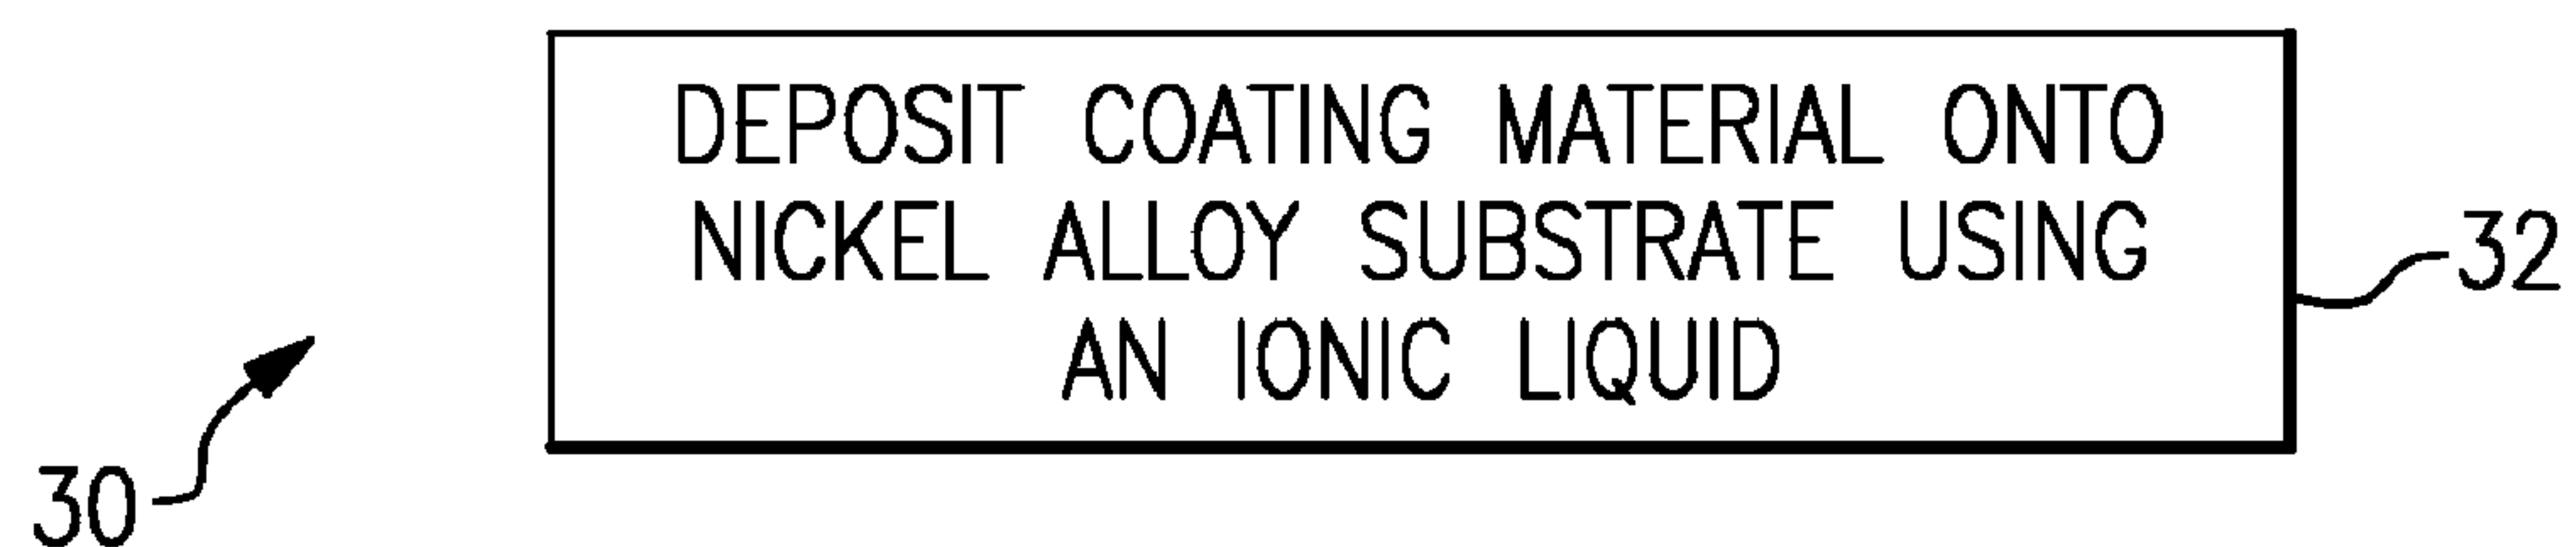 DEPOSIT COATING MATERIAL ONTO
NICKEL ALLOY SUBSTRATE USING
AN IONIC LIQUID
32
30